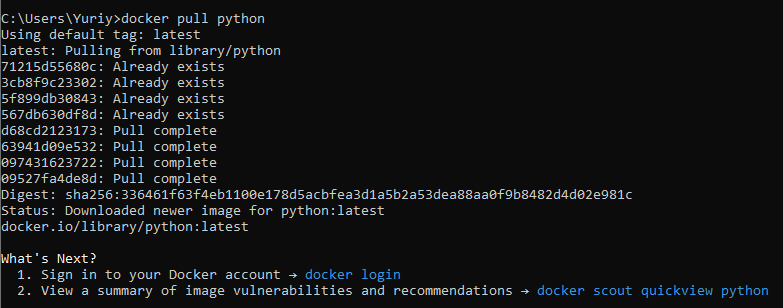 C:\Users\Yuriy>docker pull python
Using default tag: latest
latest: Pulling from library/python
71215d55680c: Already exists
3cb8f9c23302: Already exists
5f899db30843: Already exists
567db630df8d: Already exists
d68cd2123173: Pull complete
63941d09e532: Pull complete
097431623722: Pull complete
09527fa4de8d: Pull complete
Digest: sha256:336461f63f4eb1100e178d5acbfea3d1a5b2a53dea88aa0f9b8482d4d02e981c
Status: Downloaded newer image for python:latest
docker.io/library/python:latest
What's Next?
1. Sign in to your Docker account → docker login
2. View a summary of image vulnerabilities and recommendations → docker scout quickview python